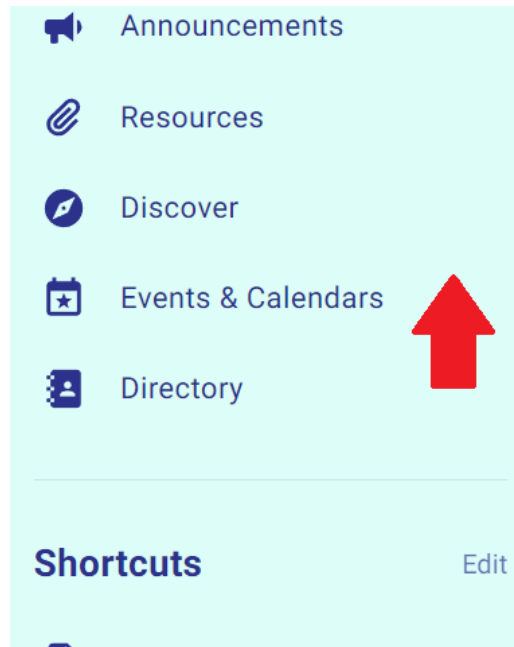 Announcements
Resources
Discover
Events & Calendars
Directory
Shortcuts Edit